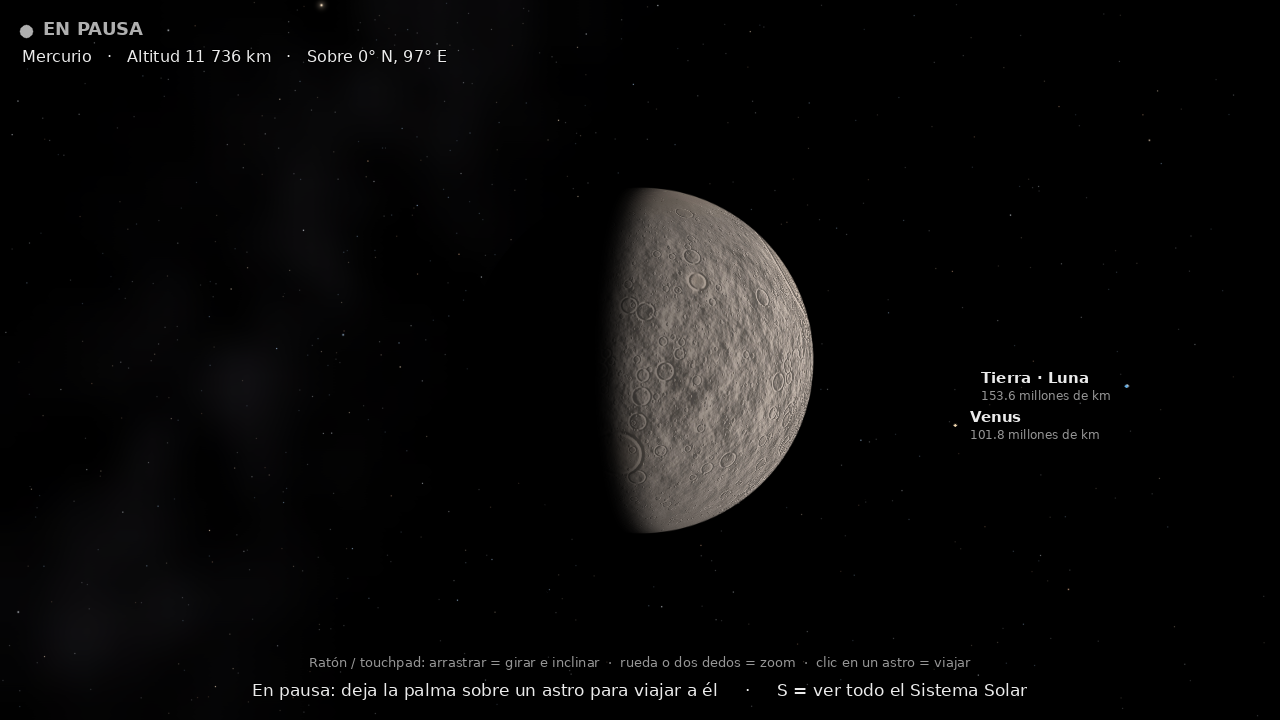 EN PAUSA
Mercurio · Altitud 11 736 km · Sobre 0° N, 97° E
Tierra · Luna
153.6 millones de km
Venus
101.8 millones de km
Ratón / touchpad: arrastrar = girar e inclinar · rueda o dos dedos = zoom · clic en un astro = viajar
En pausa: deja la palma sobre un astro para viajar a él · S = ver todo el Sistema Solar